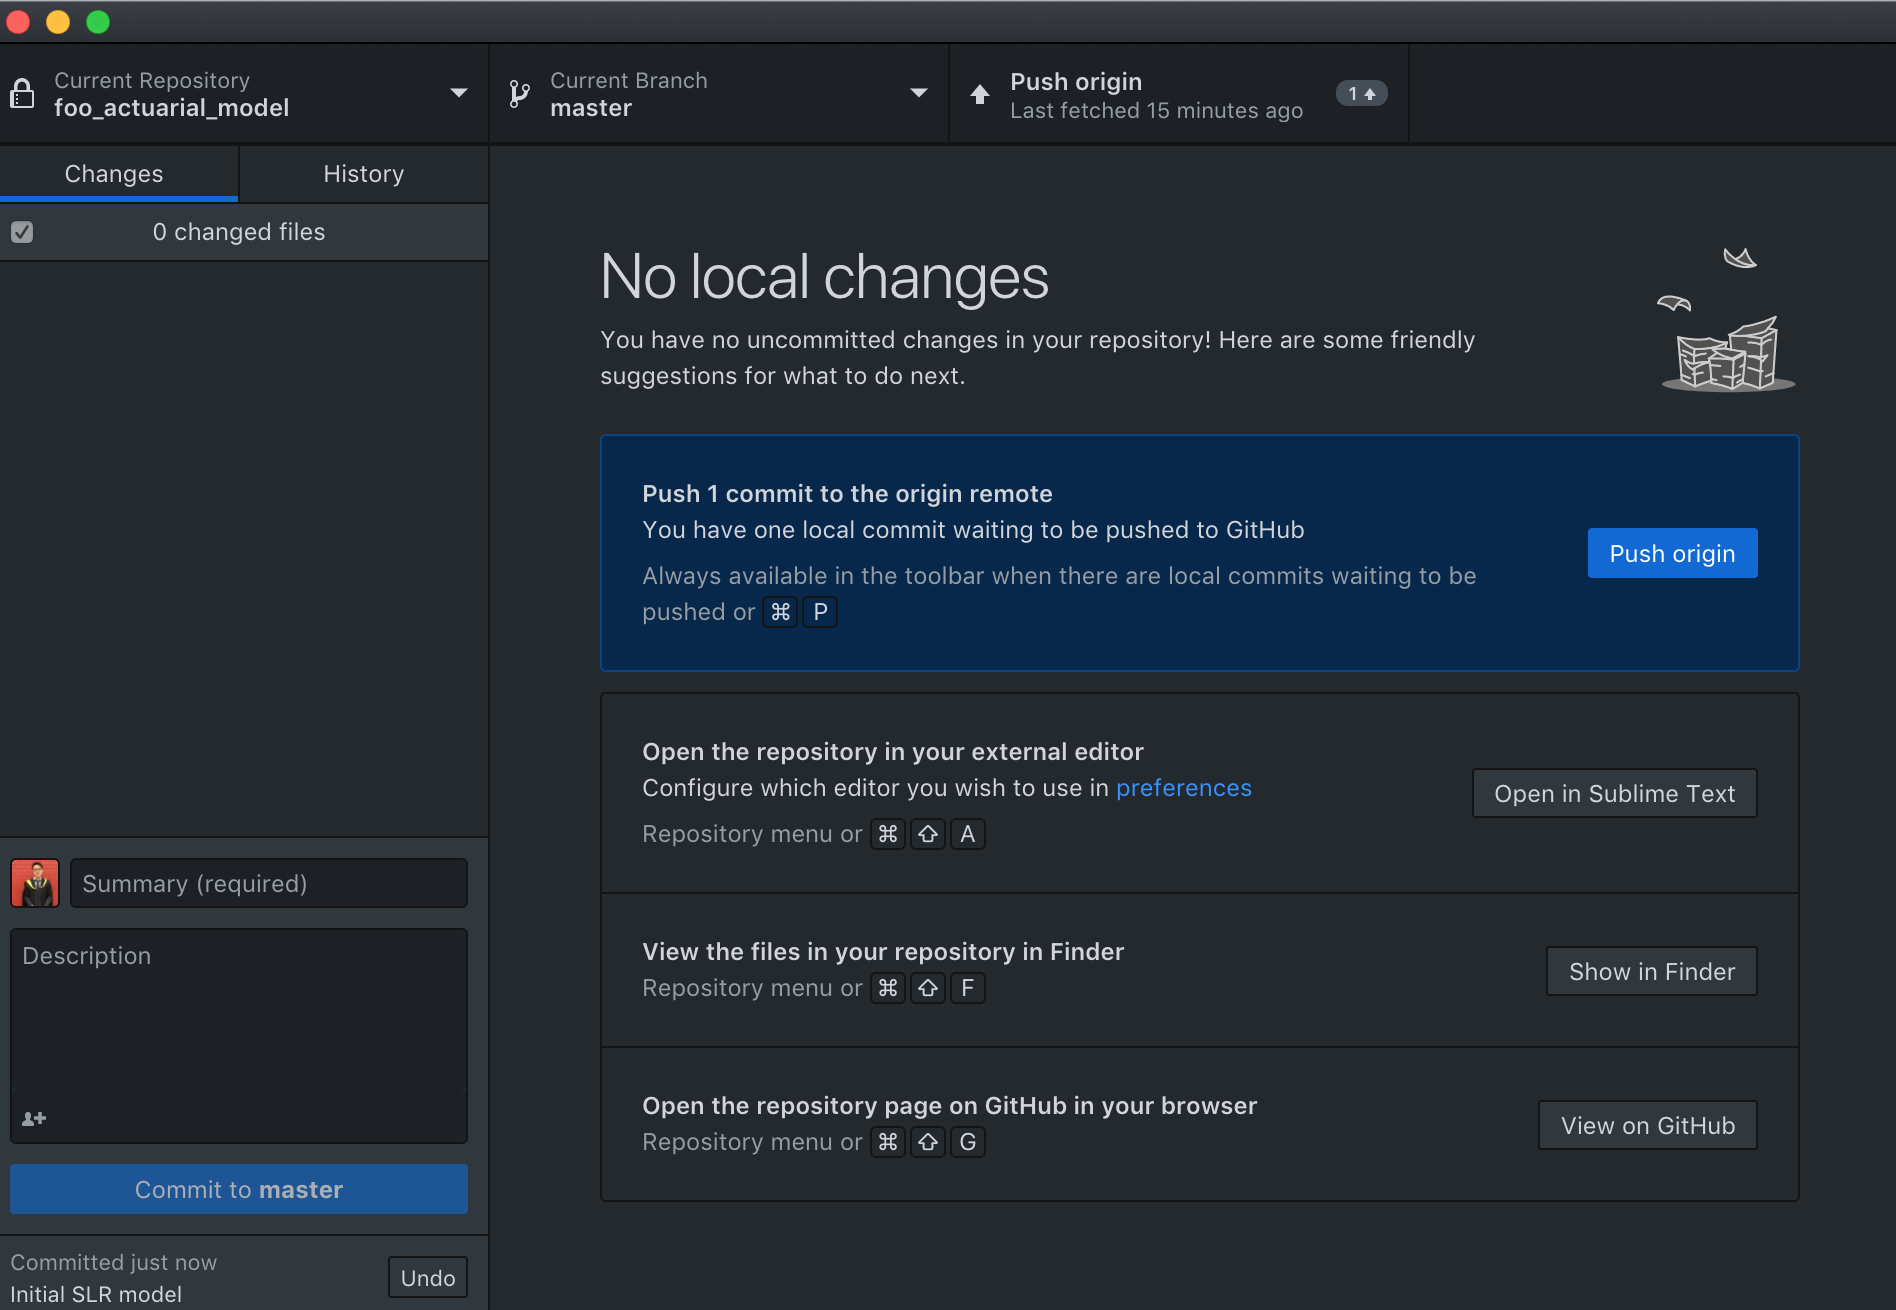 Current Repository
foo_actuarial_model
Current Branch
master
Push origin
Last fetched 15 minutes ago
1
Changes
History
0 changed files
No local changes
You have no uncommitted changes in your repository! Here are some friendly
suggestions for what to do next.
Push 1 commit to the origin remote
You have one local commit waiting to be pushed to GitHub
Always available in the toolbar when there are local commits waiting to be
pushed or ⌘ P
Push origin
Open the repository in your external editor
Configure which editor you wish to use in preferences
Repository menu or ⌘ ⇧ A
Open in Sublime Text
View the files in your repository in Finder
Repository menu or ⌘ ⇧ F
Show in Finder
Open the repository page on GitHub in your browser
Repository menu or ⌘ ⇧ G
View on GitHub
Summary (required)
Description
Commit to master
Committed just now
Initial SLR model
Undo